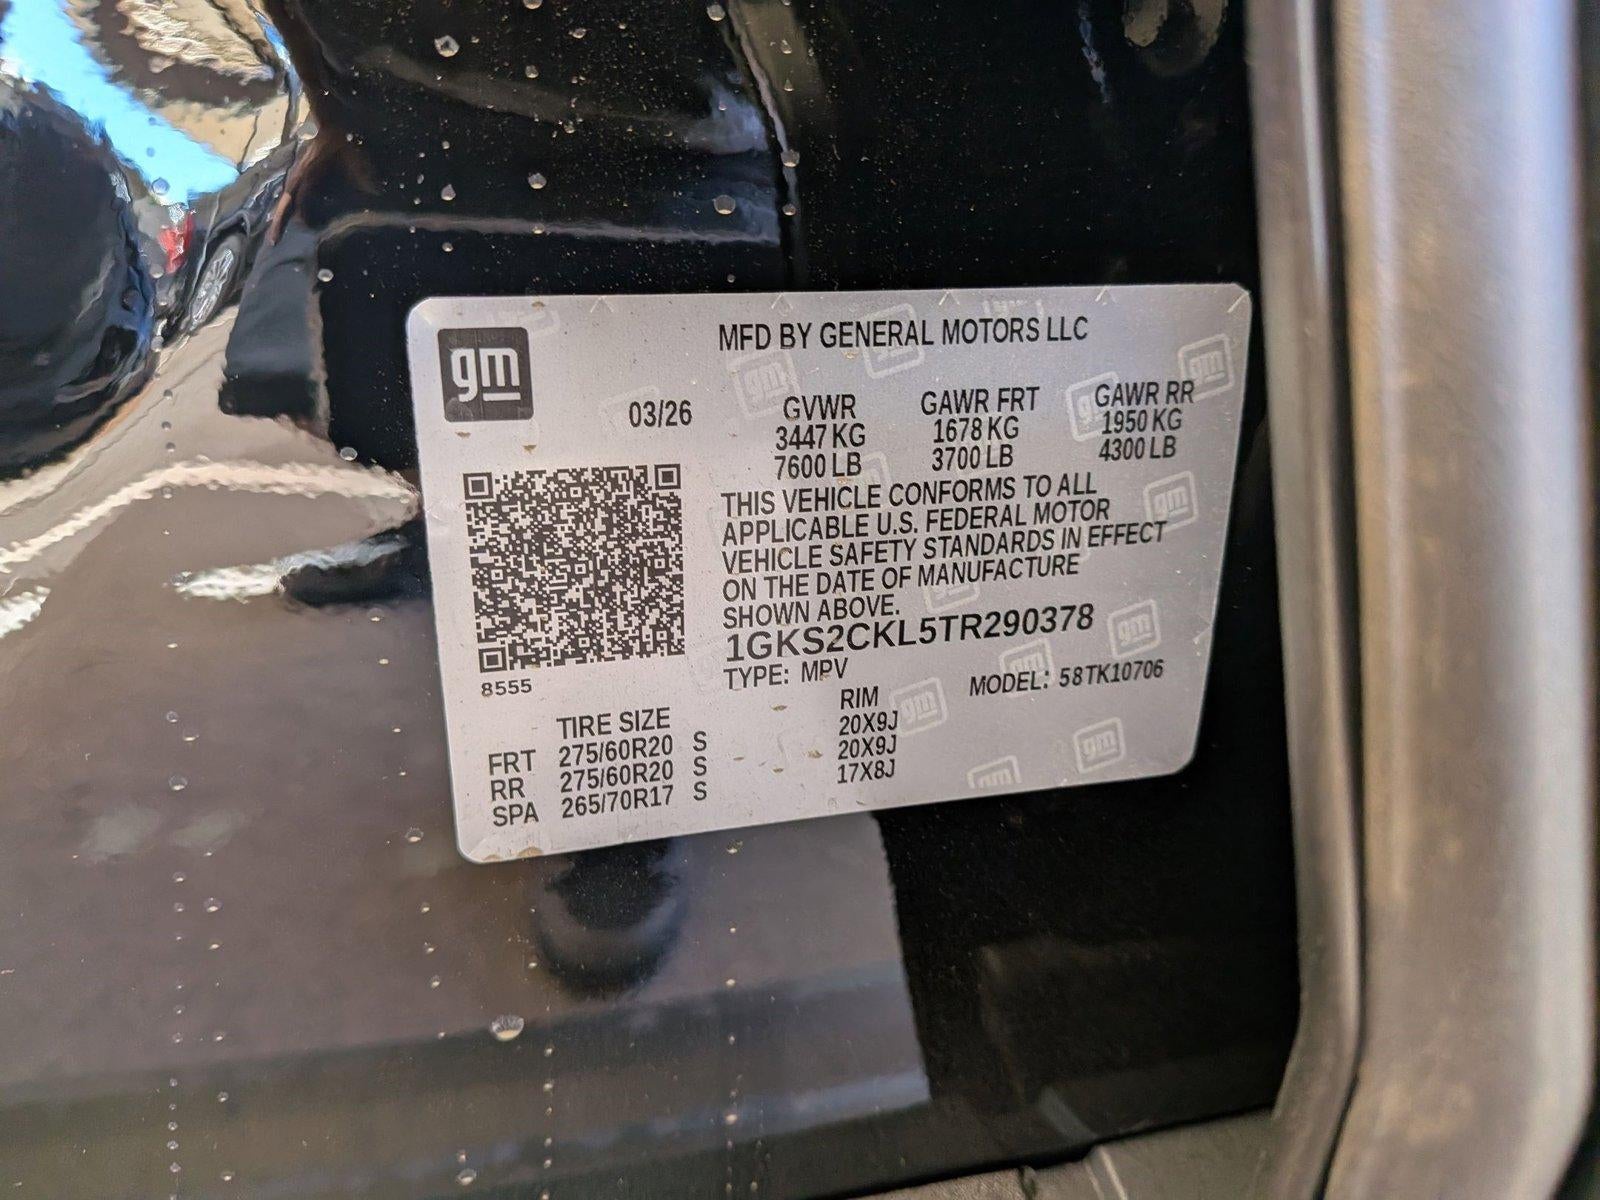 gm
MFD BY GENERAL MOTORS LLC
03/26
GVWR
3447 KG
7600 LB
GAWR FRT
1678 KG
3700 LB
GAWR RR
1950 KG
4300 LB
THIS VEHICLE CONFORMS TO ALL
APPLICABLE U.S. FEDERAL MOTOR
VEHICLE SAFETY STANDARDS IN EFFECT
ON THE DATE OF MANUFACTURE
SHOWN ABOVE.
1GKS2CKL5TR290378
TYPE: MPV
MODEL: 58TK10706
8555
TIRE SIZE RIM
FRT 275/60R20 S 20X9J
RR 275/60R20 S 20X9J
SPA 265/70R17 S 17X8J